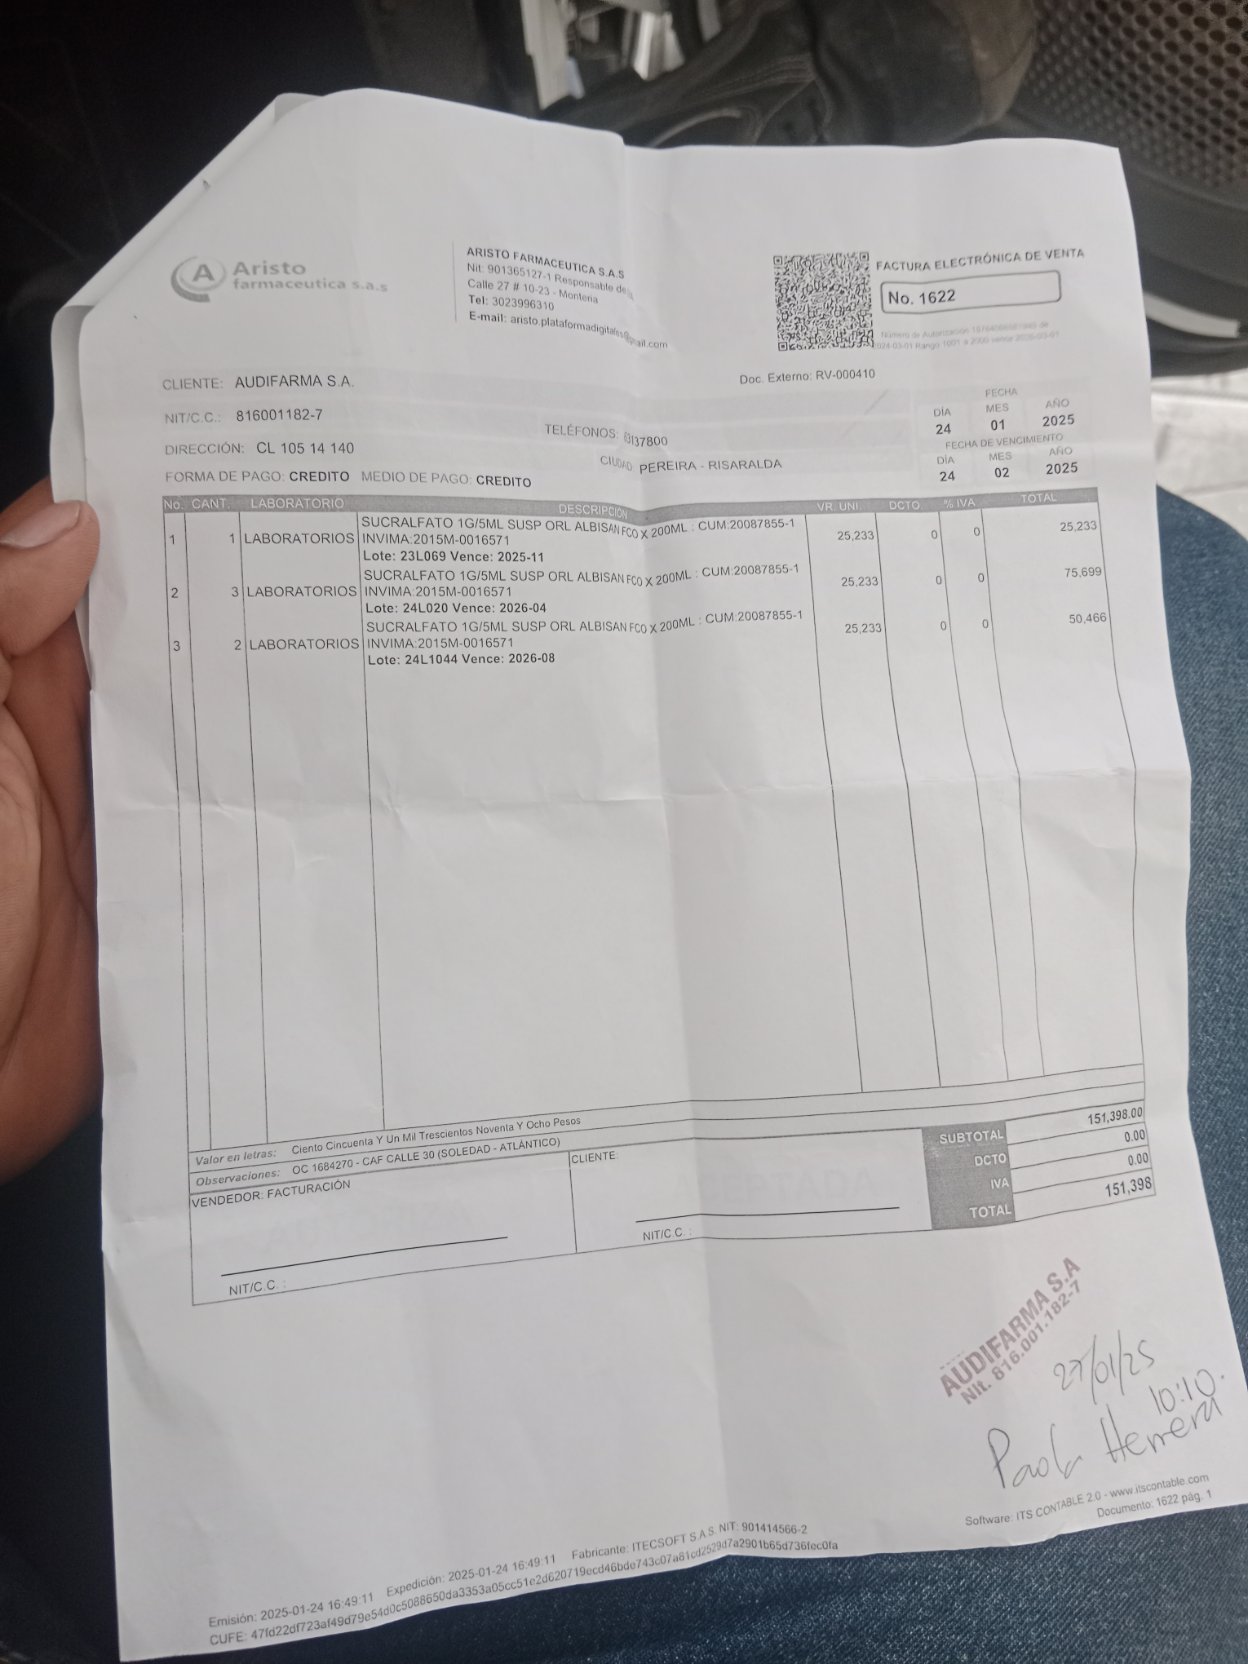 Aristo
farmaceutica s.a.s
ARISTO FARMACEUTICA S.A.S
Nit: 901365127-1 Responsable de
Calle 27 # 10-23 - Monteria
Tel: 3023996310
E-mail: aristo.plataformadigital
FACTURA ELECTRÓNICA DE VENTA
No. 1622
Doc. Externo: RV-000410
CLIENTE: AUDIFARMA S.A.
NIT/C.C.: 816001182-7
TELÉFONOS: 3137800
DIRECCIÓN: CL 105 14 140
CIUDAD PEREIRA - RISARALDA
FORMA DE PAGO: CREDITO MEDIO DE PAGO: CREDITO
FECHA
DÍA MES AÑO
24 01 2025
FECHA DE VENCIMIENTO
DÍA MES AÑO
24 02 2025
No. CANT. LABORATORIO DESCRIPCIÓN VR. UNI. DCTO. % IVA TOTAL
1 1 LABORATORIOS SUCRALFATO 1G/5ML SUSP ORL ALBISAN FCO X 200ML : CUM:20087855-1 25,233 0 0 25,233
INVIMA:2015M-0016571
Lote: 23L069 Vence: 2025-11
2 3 LABORATORIOS SUCRALFATO 1G/5ML SUSP ORL ALBISAN FCO X 200ML : CUM:20087855-1 25,233 0 0 75,699
INVIMA:2015M-0016571
Lote: 24L020 Vence: 2026-04
3 2 LABORATORIOS SUCRALFATO 1G/5ML SUSP ORL ALBISAN FCO X 200ML : CUM:20087855-1 25,233 0 0 50,466
INVIMA:2015M-0016571
Lote: 24L1044 Vence: 2026-08
Valor en letras: Ciento Cincuenta Y Un Mil Trescientos Noventa Y Ocho Pesos
Observaciones: OC 1684270 - CAF CALLE 30 (SOLEDAD - ATLÁNTICO)
VENDEDOR: FACTURACIÓN
NIT/C.C. :
CLIENTE:
NIT/C.C. :
SUBTOTAL 151,398.00
DCTO 0.00
IVA 0.00
TOTAL 151,398
AUDIFARMA S.A
Nit. 816.001.182-7
27/01/25
10:10.
Paola Herrera
Software: ITS CONTABLE 2.0 - www.itscontable.com
Documento: 1622 pág. 1
Emisión: 2025-01-24 16:49:11 Expedición: 2025-01-24 16:49:11 Fabricante: ITECSOFT S.A.S. NIT: 901414566-2
CUFE: 47fd22df723af49d79e54d0c5088650da3353a05cc51e2d620719ecd46bde743c07a81cd2529d7a2901b65d736fec0fa